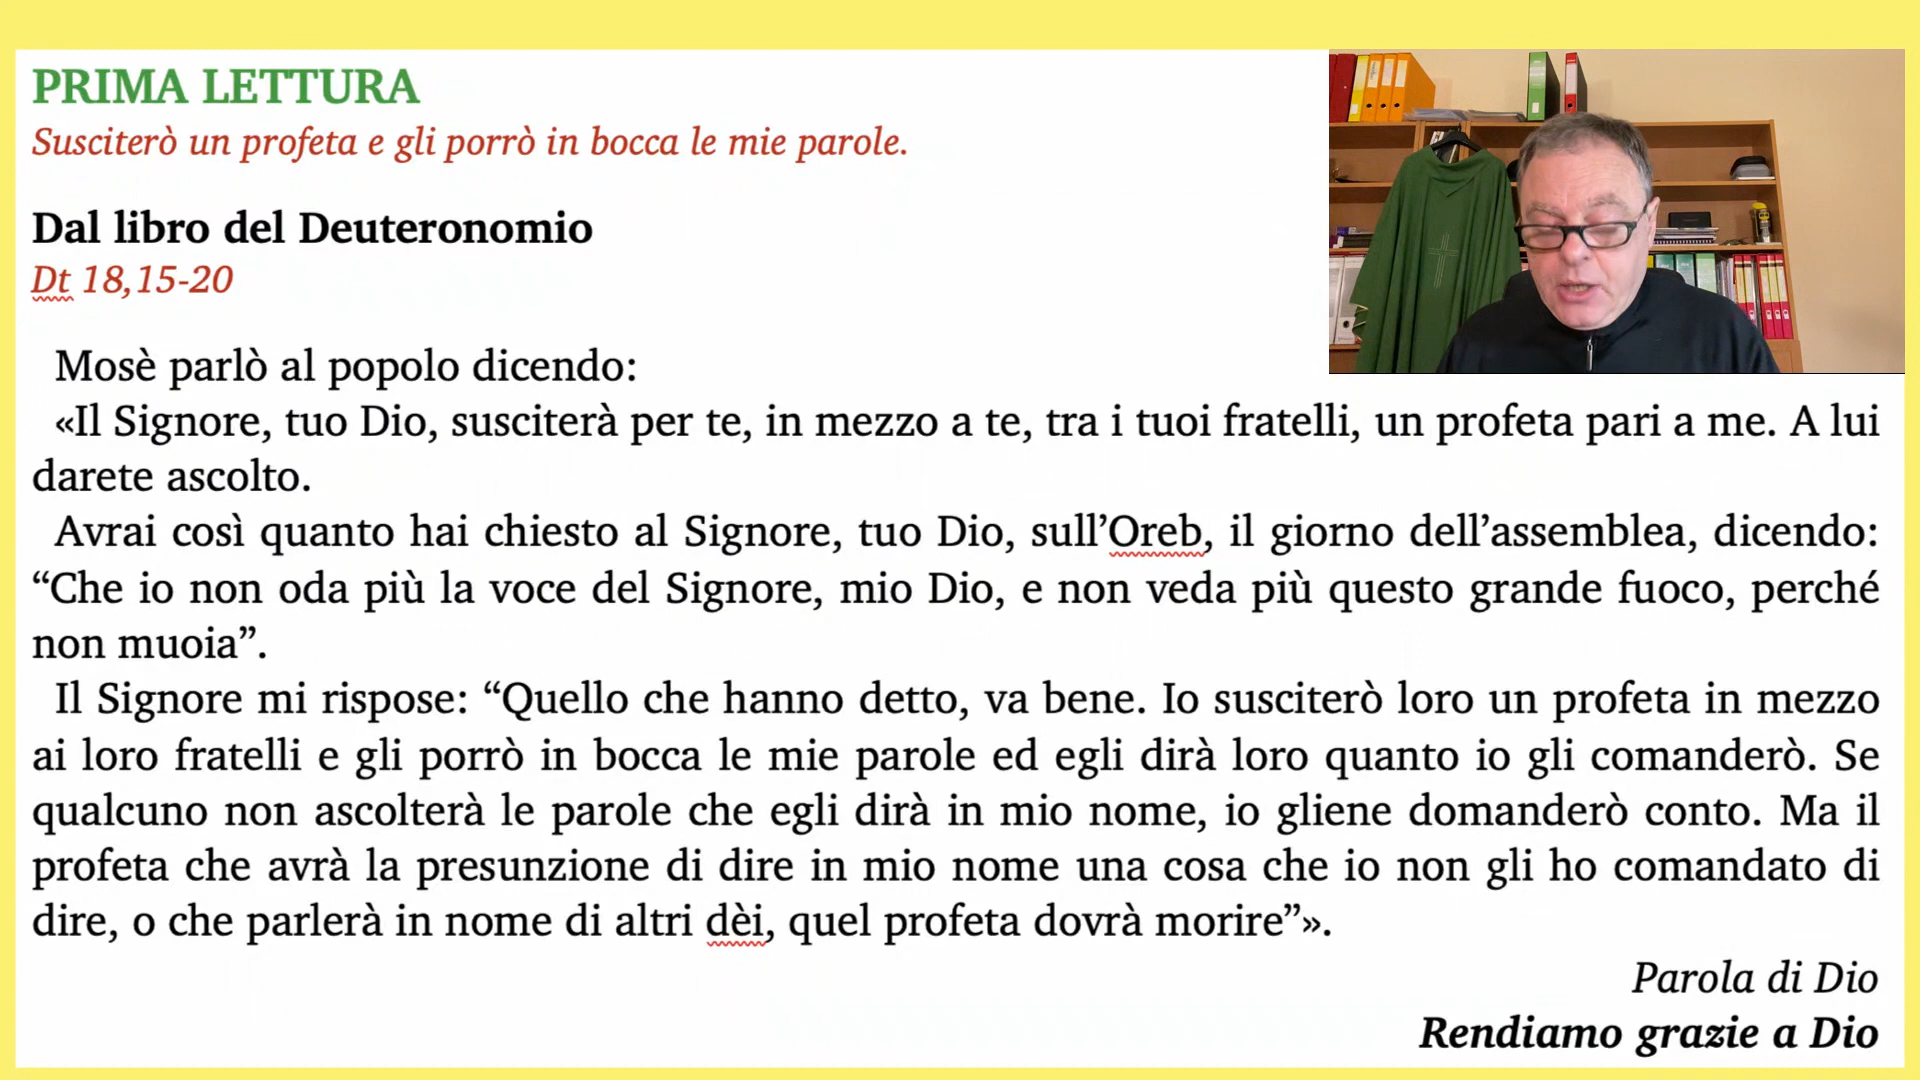 PRIMA LETTURA
Susciterò un profeta e gli porrò in bocca le mie parole.
Dal libro del Deuteronomio
Dt 18,15-20
Mosè parlò al popolo dicendo:
«Il Signore, tuo Dio, susciterà per te, in mezzo a te, tra i tuoi fratelli, un profeta pari a me. A lui
darete ascolto.
Avrai così quanto hai chiesto al Signore, tuo Dio, sull’Oreb, il giorno dell’assemblea, dicendo:
“Che io non oda più la voce del Signore, mio Dio, e non veda più questo grande fuoco, perché
non muoia”.
Il Signore mi rispose: “Quello che hanno detto, va bene. Io susciterò loro un profeta in mezzo
ai loro fratelli e gli porrò in bocca le mie parole ed egli dirà loro quanto io gli comanderò. Se
qualcuno non ascolterà le parole che egli dirà in mio nome, io gliene domanderò conto. Ma il
profeta che avrà la presunzione di dire in mio nome una cosa che io non gli ho comandato di
dire, o che parlerà in nome di altri dèi, quel profeta dovrà morire”».
Parola di Dio
Rendiamo grazie a Dio